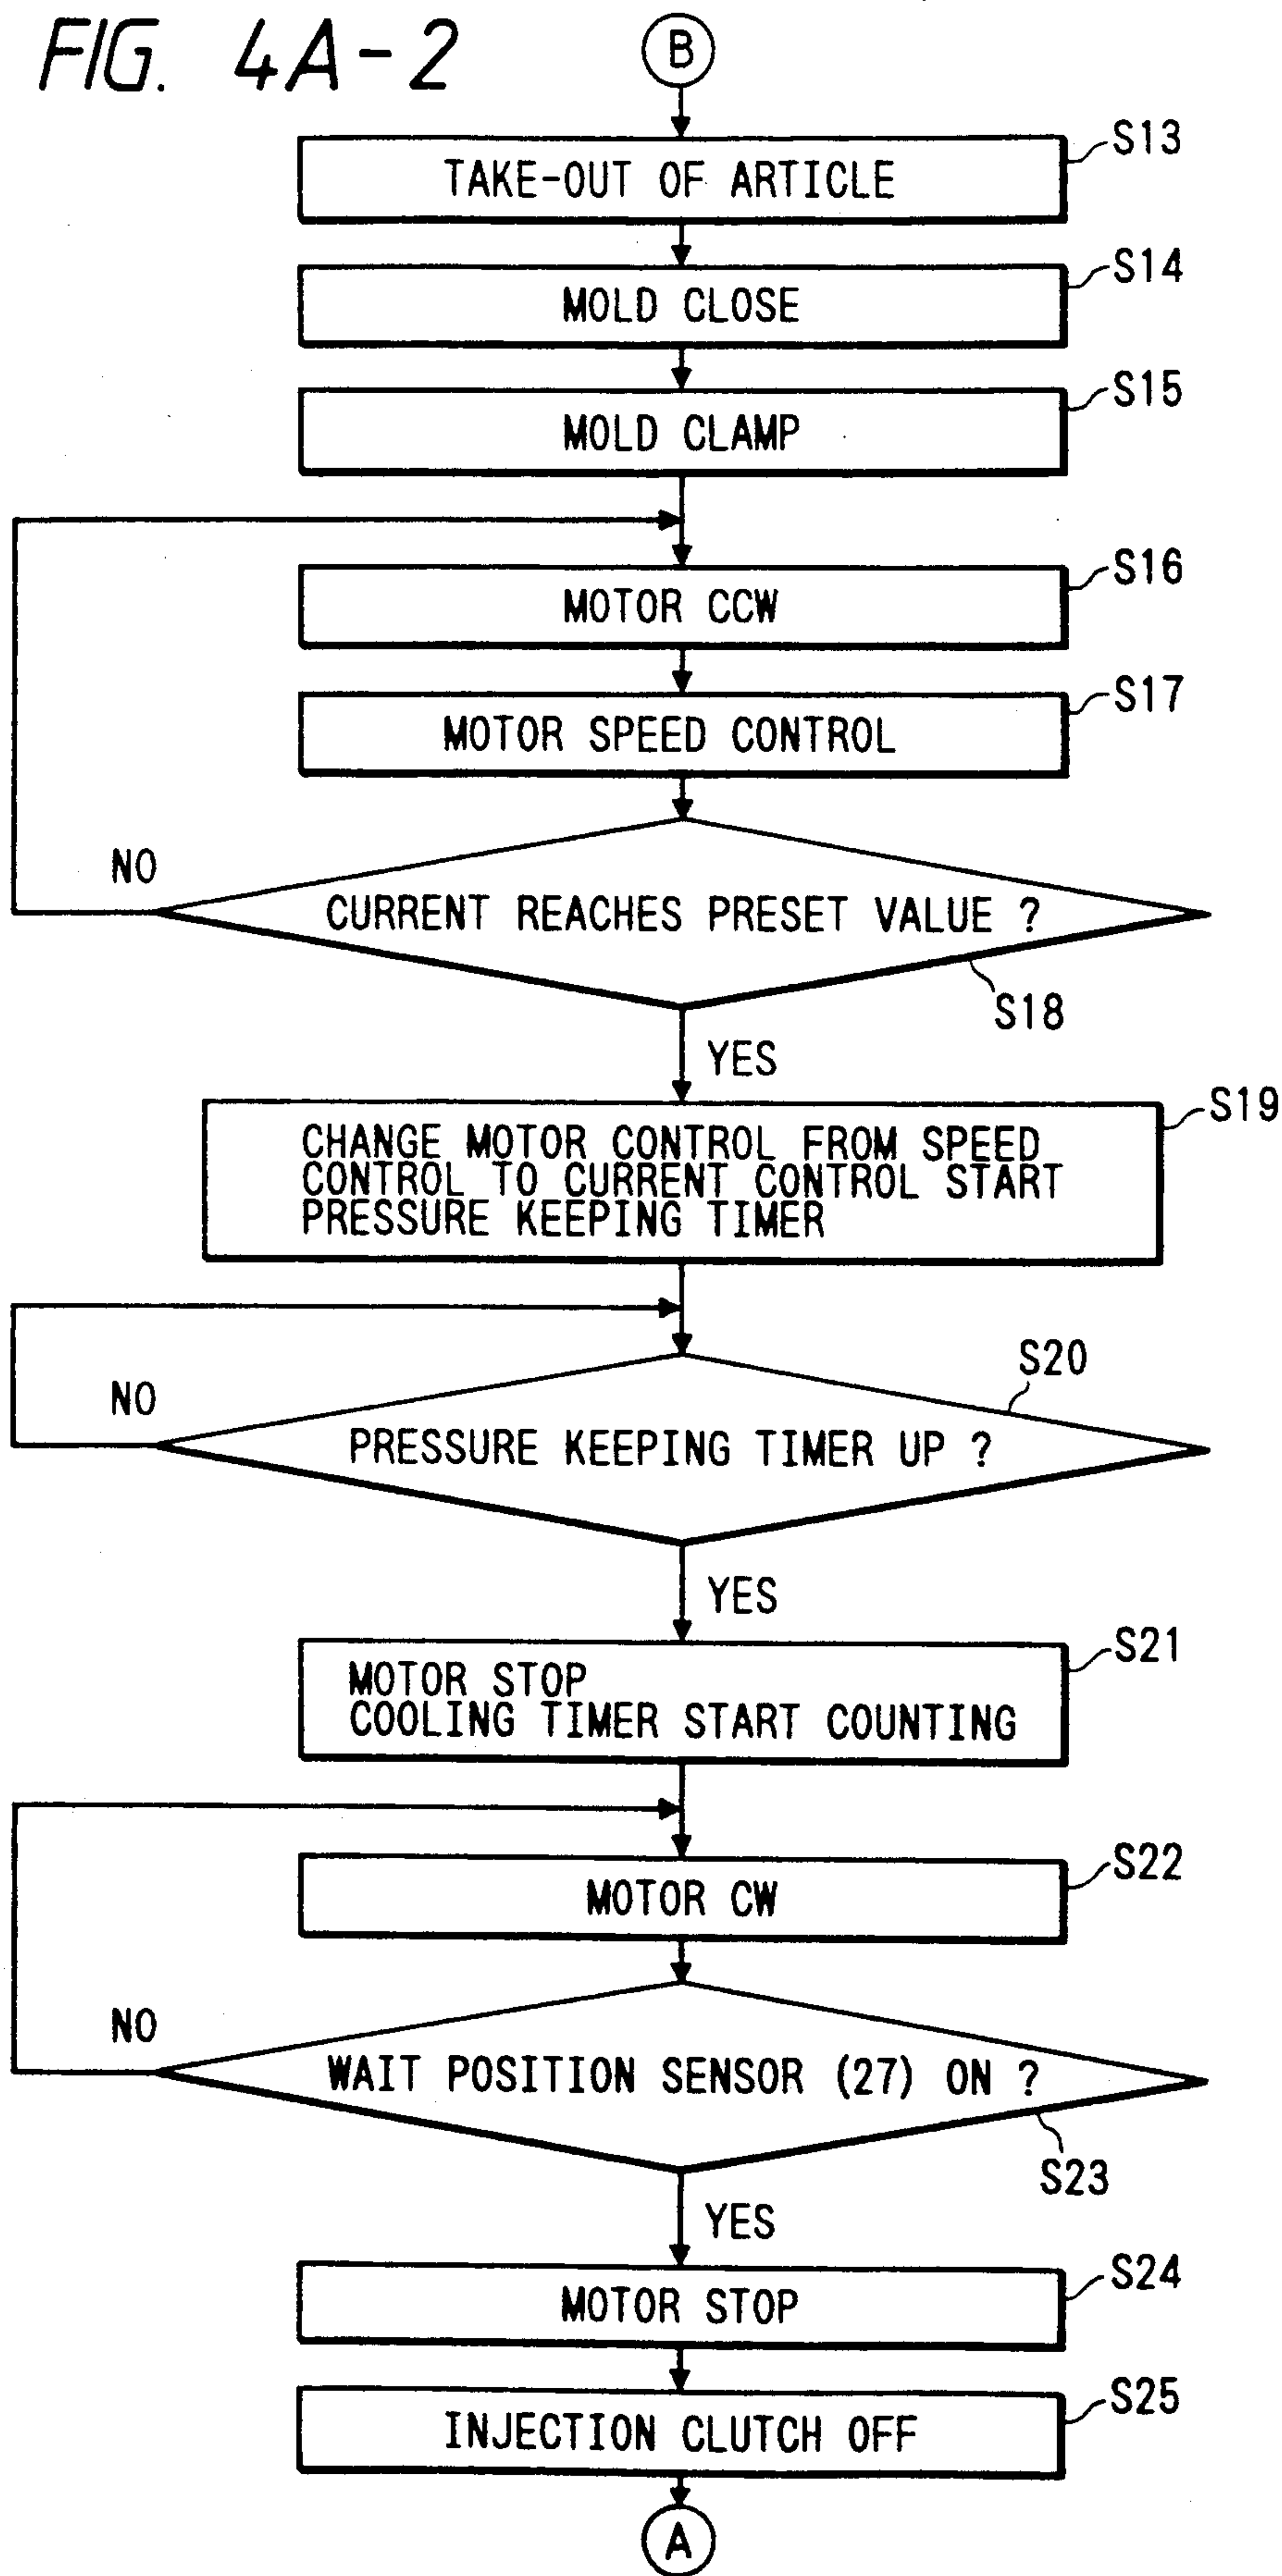 FIG. 4A-2
B
S13
TAKE-OUT OF ARTICLE
S14
MOLD CLOSE
S15
MOLD CLAMP
S16
MOTOR CCW
S17
MOTOR SPEED CONTROL
NO
CURRENT REACHES PRESET VALUE ?
S18
YES
S19
CHANGE MOTOR CONTROL FROM SPEED
CONTROL TO CURRENT CONTROL START
PRESSURE KEEPING TIMER
S20
NO
PRESSURE KEEPING TIMER UP ?
YES
S21
MOTOR STOP
COOLING TIMER START COUNTING
S22
MOTOR CW
NO
WAIT POSITION SENSOR (27) ON ?
S23
YES
S24
MOTOR STOP
S25
INJECTION CLUTCH OFF
A